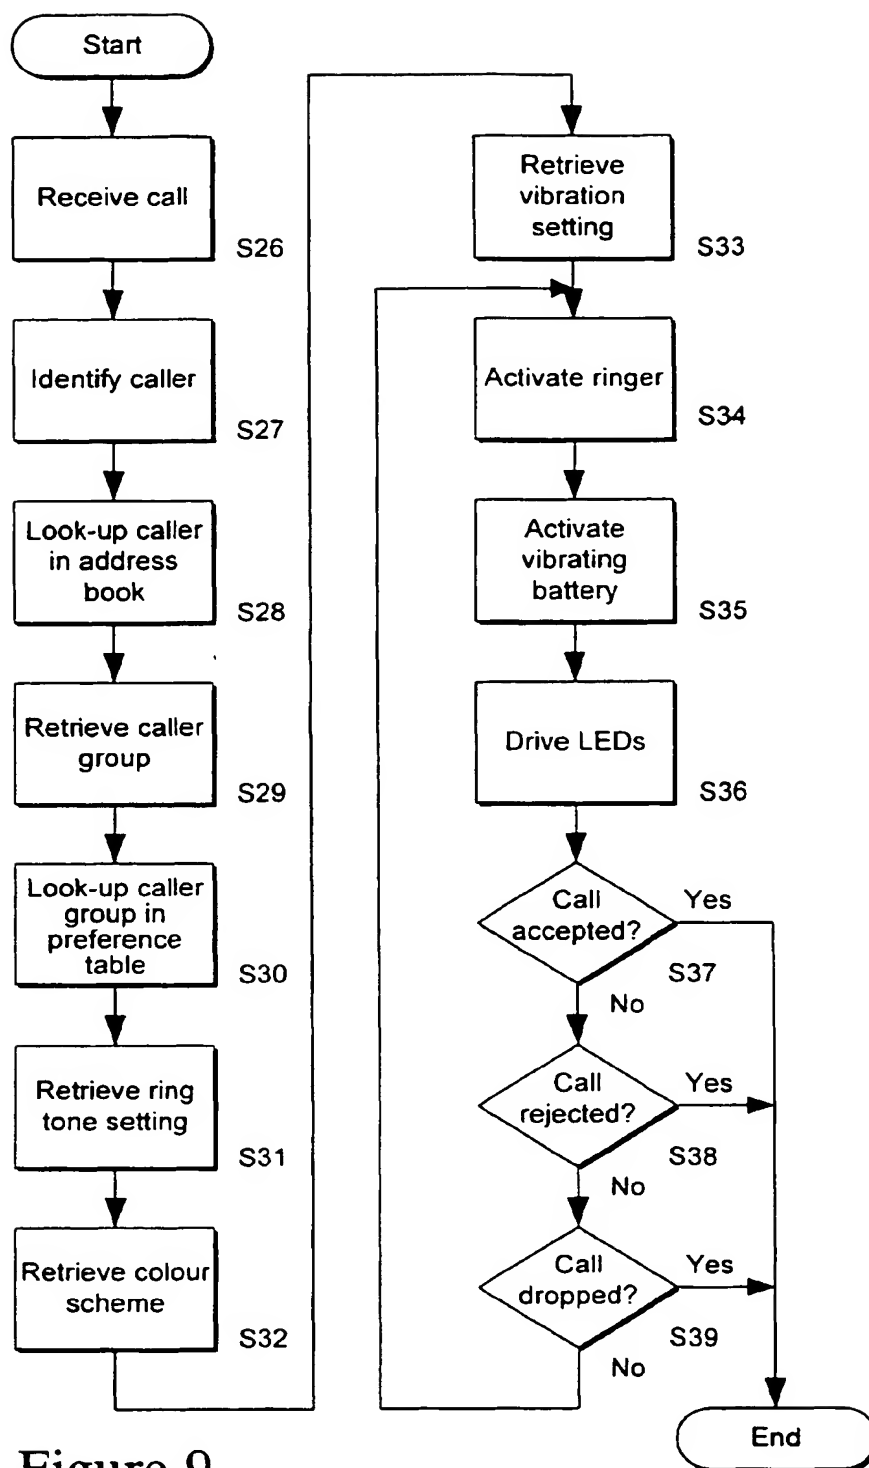 Start
Receive call
S26
Identify caller
S27
Look-up caller
in address
book
S28
Retrieve caller
group
S29
Look-up caller
group in
preference
table
S30
Retrieve ring
tone setting
S31
Retrieve colour
scheme
S32
Retrieve
vibration
setting
S33
Activate ringer
S34
Activate
vibrating
battery
S35
Drive LEDs
S36
Call
accepted?
Yes
S37
No
Call
rejected?
Yes
S38
No
Call
dropped?
Yes
S39
No
End
Figure 9